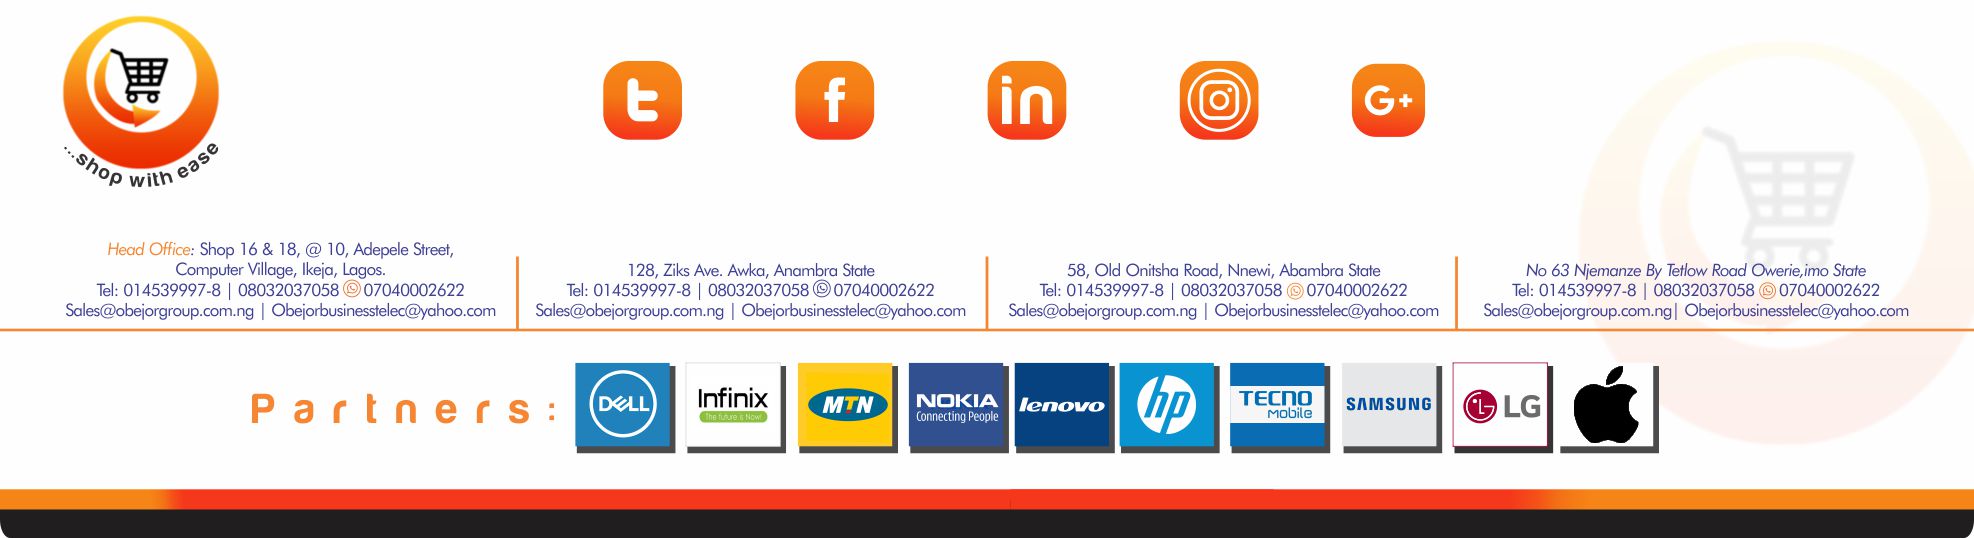 ...shop with ease
t
f
in
G+
Head Office: Shop 16 & 18, @ 10, Adepele Street,
Computer Village, Ikeja, Lagos.
Tel: 014539997-8 | 08032037058 07040002622
Sales@obejorgroup.com.ng | Obejorbusinesstelec@yahoo.com
128, Ziks Ave. Awka, Anambra State
Tel: 014539997-8 | 08032037058 07040002622
Sales@obejorgroup.com.ng | Obejorbusinesstelec@yahoo.com
58, Old Onitsha Road, Nnewi, Abambra State
Tel: 014539997-8 | 08032037058 07040002622
Sales@obejorgroup.com.ng | Obejorbusinesstelec@yahoo.com
No 63 Njemanze By Tetlow Road Owerie,imo State
Tel: 014539997-8 | 08032037058 07040002622
Sales@obejorgroup.com.ng| Obejorbusinesstelec@yahoo.com
Partners:
DELL
Infinix
The future is Now!
MTN
NOKIA
Connecting People
lenovo
hp
TECNO
Mobile
SAMSUNG
LG